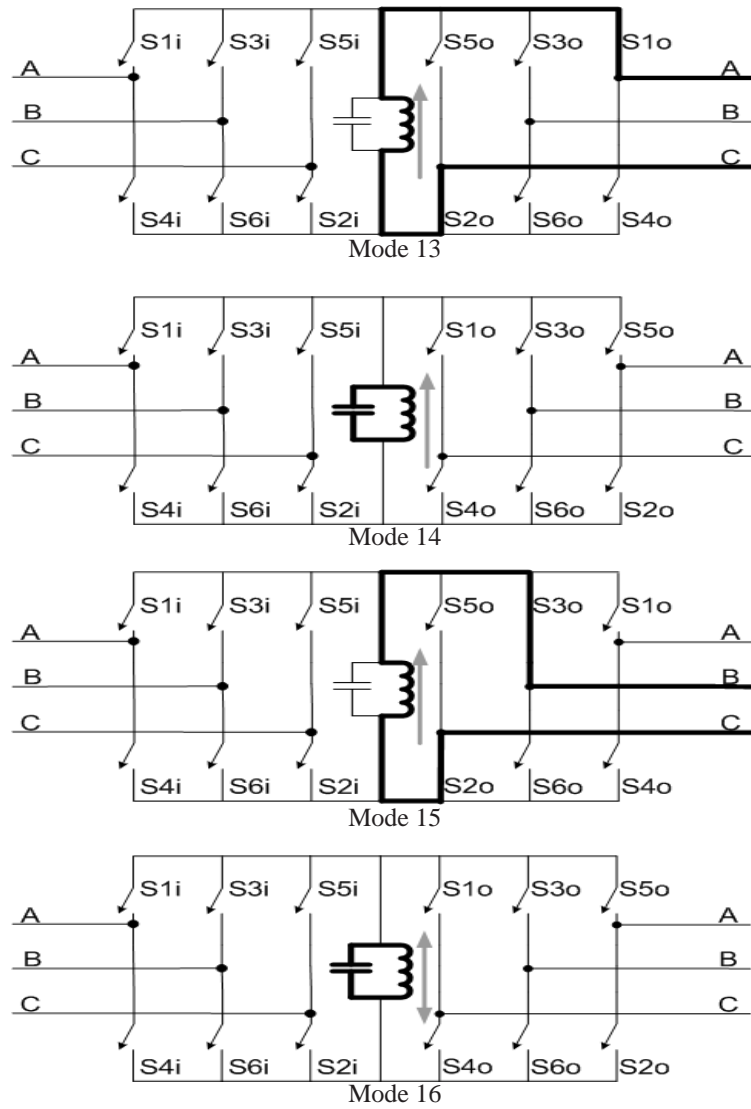 S1i S3i S5i S5o S3o S1o
A A
B B
C C
S4i S6i S2i S2o S6o S4o
Mode 13
S1i S3i S5i S1o S3o S5o
A A
B B
C C
S4i S6i S2i S4o S6o S2o
Mode 14
S1i S3i S5i S5o S3o S1o
A A
B B
C C
S4i S6i S2i S2o S6o S4o
Mode 15
S1i S3i S5i S1o S3o S5o
A A
B B
C C
S4i S6i S2i S4o S6o S2o
Mode 16